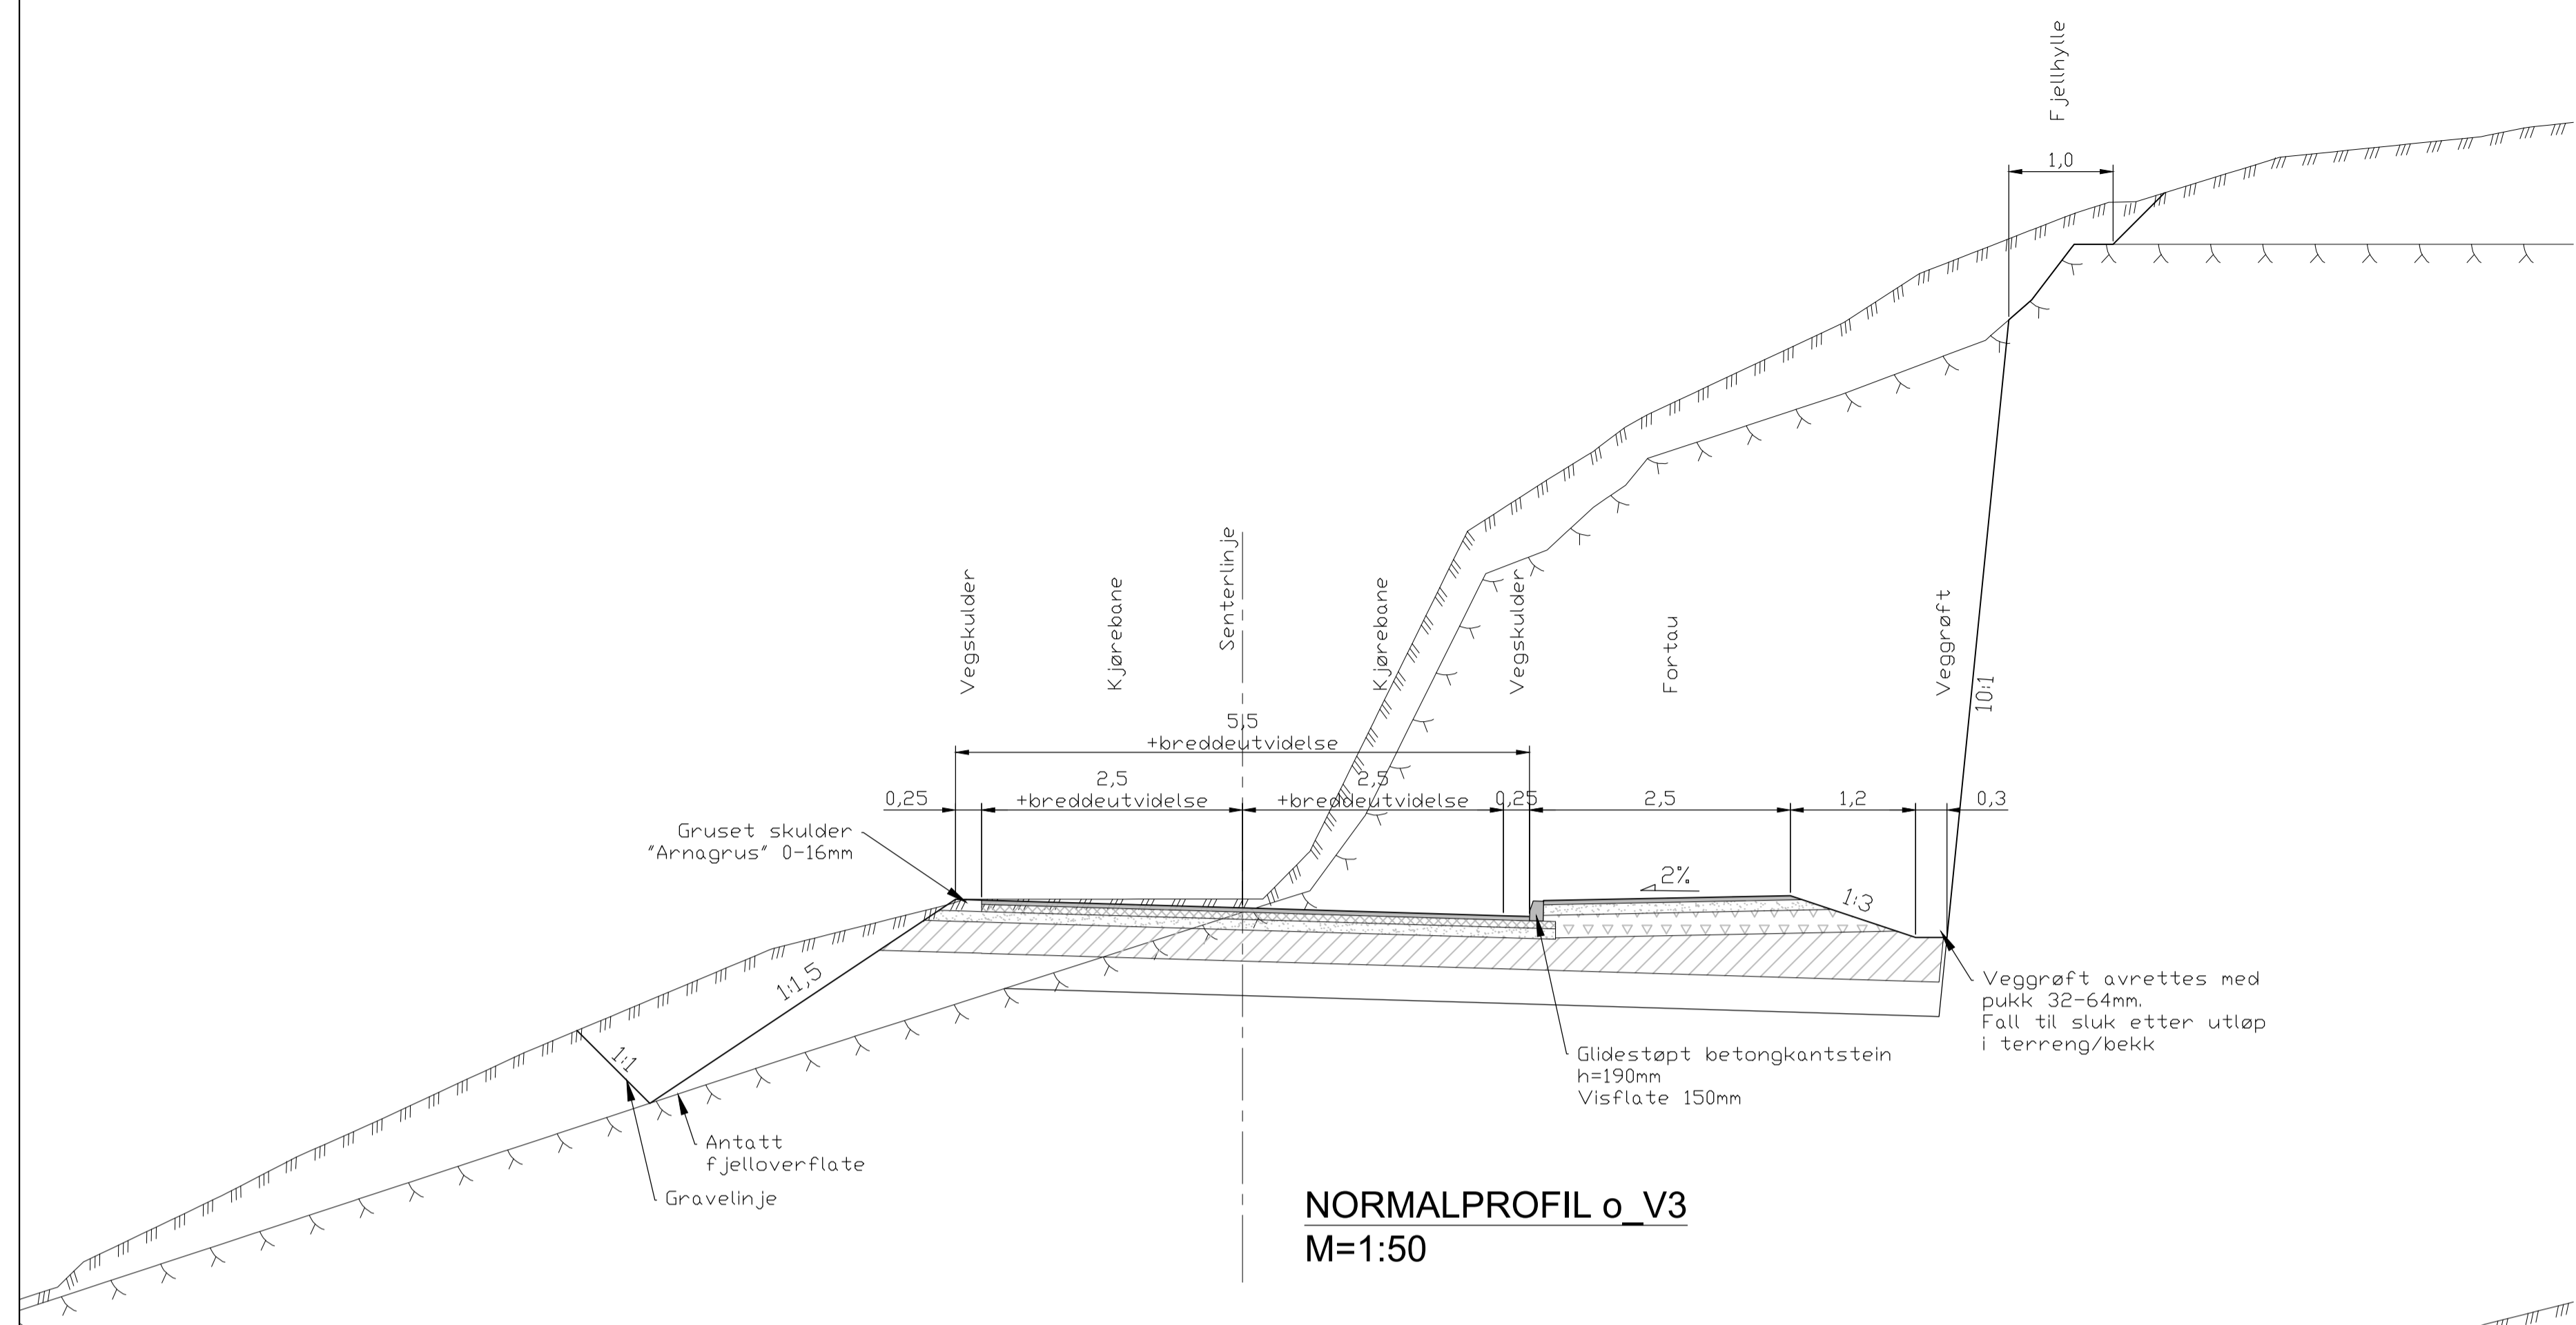 Fjellhylle
1,0
Vegskulder
Kjørebane
Senterlinje
Kjørebane
Vegskulder
Fortau
Veggrøft
10:1
5,5
+breddeutvidelse
0,25
2,5
+breddeutvidelse
2,5
+breddeutvidelse
0,25
2,5
1,2
0,3
Gruset skulder
"Arnagrus" 0-16mm
2%
1:3
1:1,5
1:1
Veggrøft avrettes med
pukk 32-64mm.
Fall til sluk etter utløp
i terreng/bekk
Glidestøpt betongkantstein
h=190mm
Visflate 150mm
Antatt
fjelloverflate
Gravelinje
NORMALPROFIL o_V3
M=1:50